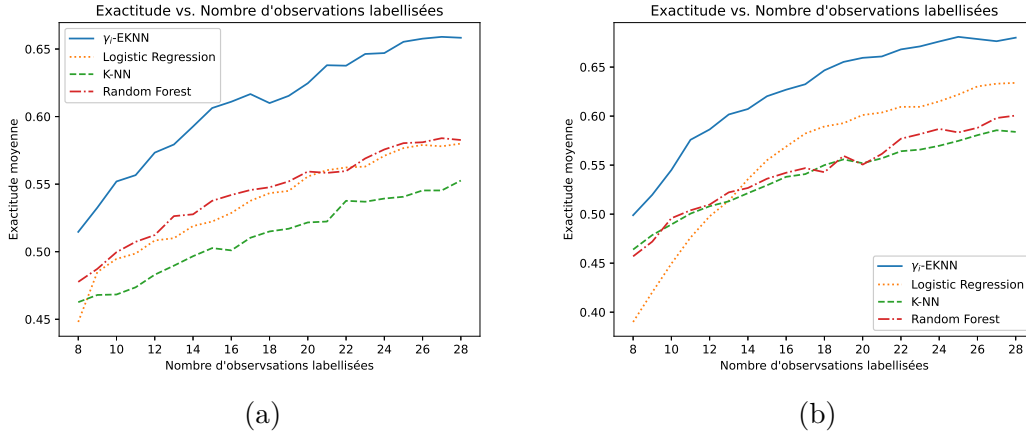 Exactitude vs. Nombre d'observations labellisées
γᵢ-EKNN
Logistic Regression
K-NN
Random Forest
Exactitude moyenne
0.65
0.60
0.55
0.50
0.45
8 10 12 14 16 18 20 22 24 26 28
Nombre d'observsations labellisées
(a)
Exactitude vs. Nombre d'observations labellisées
Exactitude moyenne
0.65
0.60
0.55
0.50
0.45
0.40
γᵢ-EKNN
Logistic Regression
K-NN
Random Forest
8 10 12 14 16 18 20 22 24 26 28
Nombre d'observsations labellisées
(b)